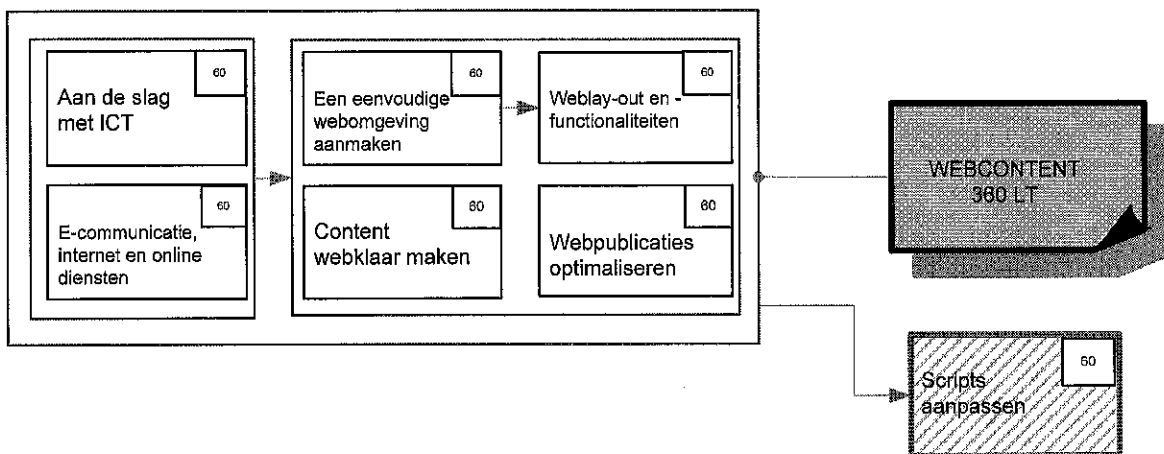 60
Aan de slag
met ICT
60
E-communicatie,
internet en online
diensten
60
Een eenvoudige
webomgeving
aanmaken
60
Weblay-out en -
functionaliteiten
60
Content
webklaar maken
60
Webpublicaties
optimaliseren
WEBCONTENT
360 LT
60
Scripts
aanpassen